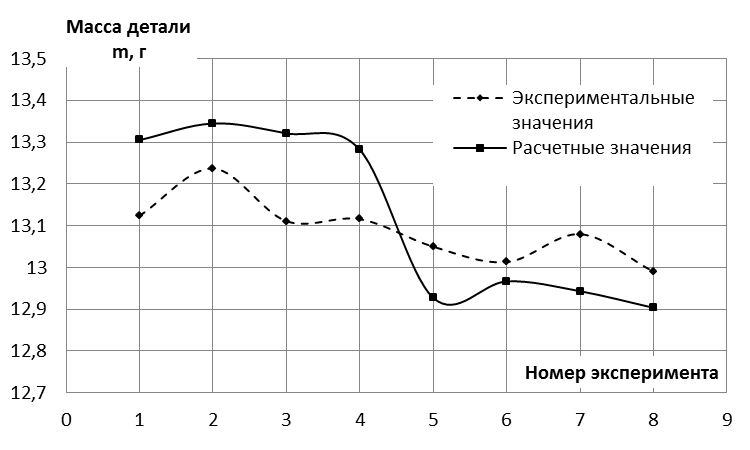 Масса детали
m, г
13,5
13,4
13,3
13,2
13,1
13
12,9
12,8
12,7
Экспериментальные
значения
Расчетные значения
Номер эксперимента
0 1 2 3 4 5 6 7 8 9